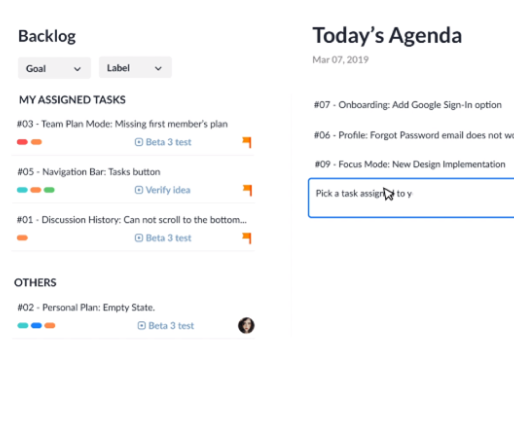 Backlog
Goal
Label
MY ASSIGNED TASKS
#03 - Team Plan Mode: Missing first member's plan
Beta 3 test
#05 - Navigation Bar: Tasks button
Verify idea
#01 - Discussion History: Can not scroll to the bottom...
Beta 3 test
OTHERS
#02 - Personal Plan: Empty State.
Beta 3 test
Today's Agenda
Mar 07, 2019
#07 - Onboarding: Add Google Sign-In option
#06 - Profile: Forgot Password email does not
#09 - Focus Mode: New Design Implementation
Pick a task to y